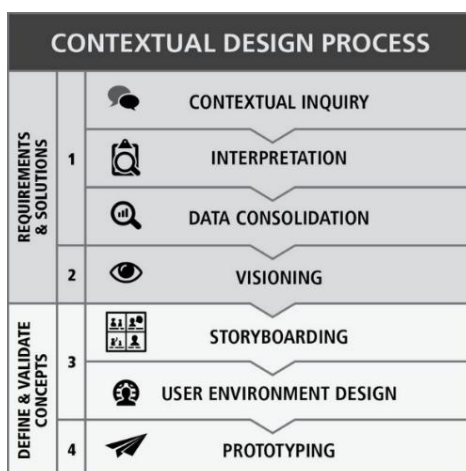 CONTEXTUAL DESIGN PROCESS
REQUIREMENTS
& SOLUTIONS
1
CONTEXTUAL INQUIRY
INTERPRETATION
DATA CONSOLIDATION
2
VISIONING
DEFINE & VALIDATE
CONCEPTS
3
STORYBOARDING
USER ENVIRONMENT DESIGN
4
PROTOTYPING